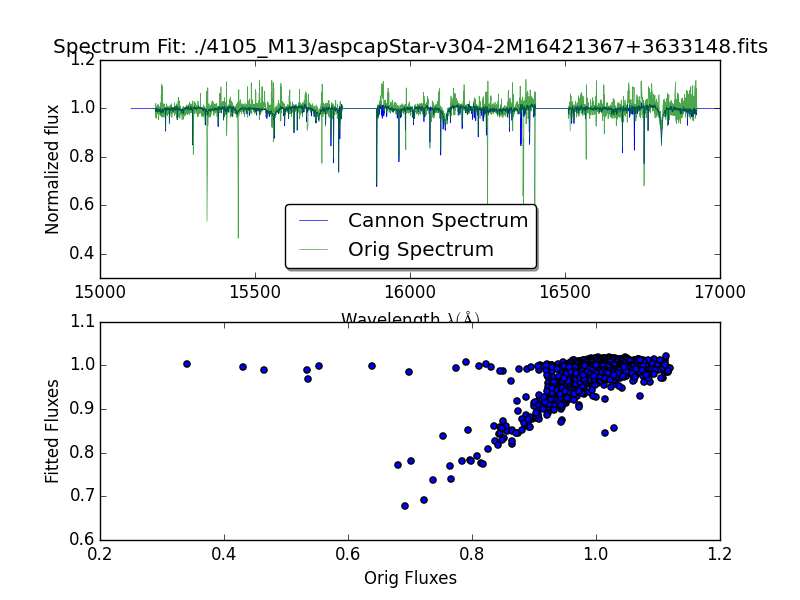 Spectrum Fit: ./4105_M13/aspcapStar-v304-2M16421367+3633148.fits
1.2
1.0
0.8
0.6
0.4
Normalized flux
Cannon Spectrum
Orig Spectrum
15000 15500 16000 16500 17000
Wavelength λ(Å)
1.1
1.0
0.9
0.8
0.7
0.6
Fitted Fluxes
0.2 0.4 0.6 0.8 1.0 1.2
Orig Fluxes